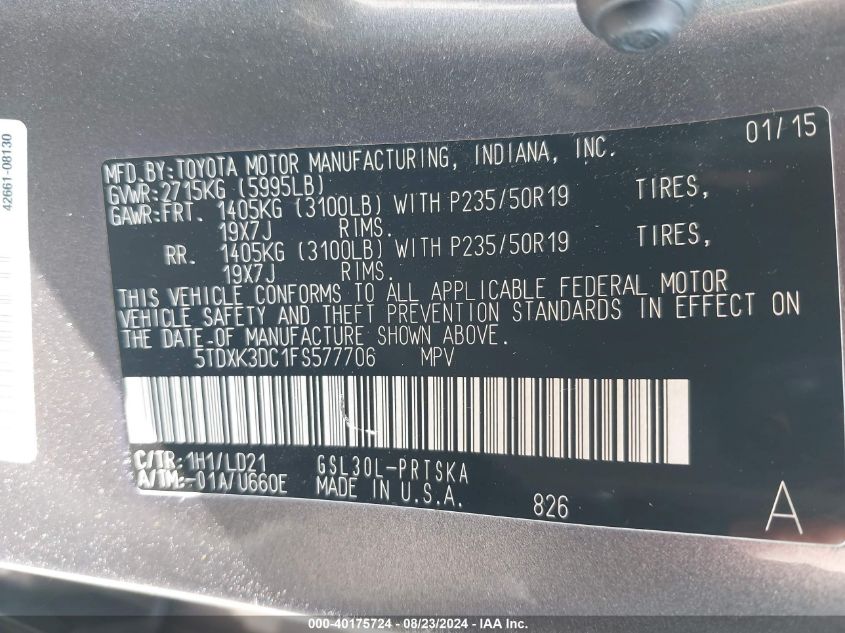 42661-08130
01/15
MFD.BY:TOYOTA MOTOR MANUFACTURING, INDIANA, INC.
GVWR:2715KG (5995LB)
GAWR:FRT. 1405KG (3100LB) WITH P235/50R19 TIRES,
19X7J RIMS.
RR. 1405KG (3100LB) WITH P235/50R19 TIRES,
19X7J RIMS.
THIS VEHICLE CONFORMS TO ALL APPLICABLE FEDERAL MOTOR
VEHICLE SAFETY AND THEFT PREVENTION STANDARDS IN EFFECT ON
THE DATE OF MANUFACTURE SHOWN ABOVE.
5TDXK3DC1FS577706 MPV
C/TR:1H1/LD21 GSL30L-PRTSKA
A/TM:-01A/U660E MADE IN U.S.A.
826 A
000-40175724 - 08/23/2024 - IAA Inc.